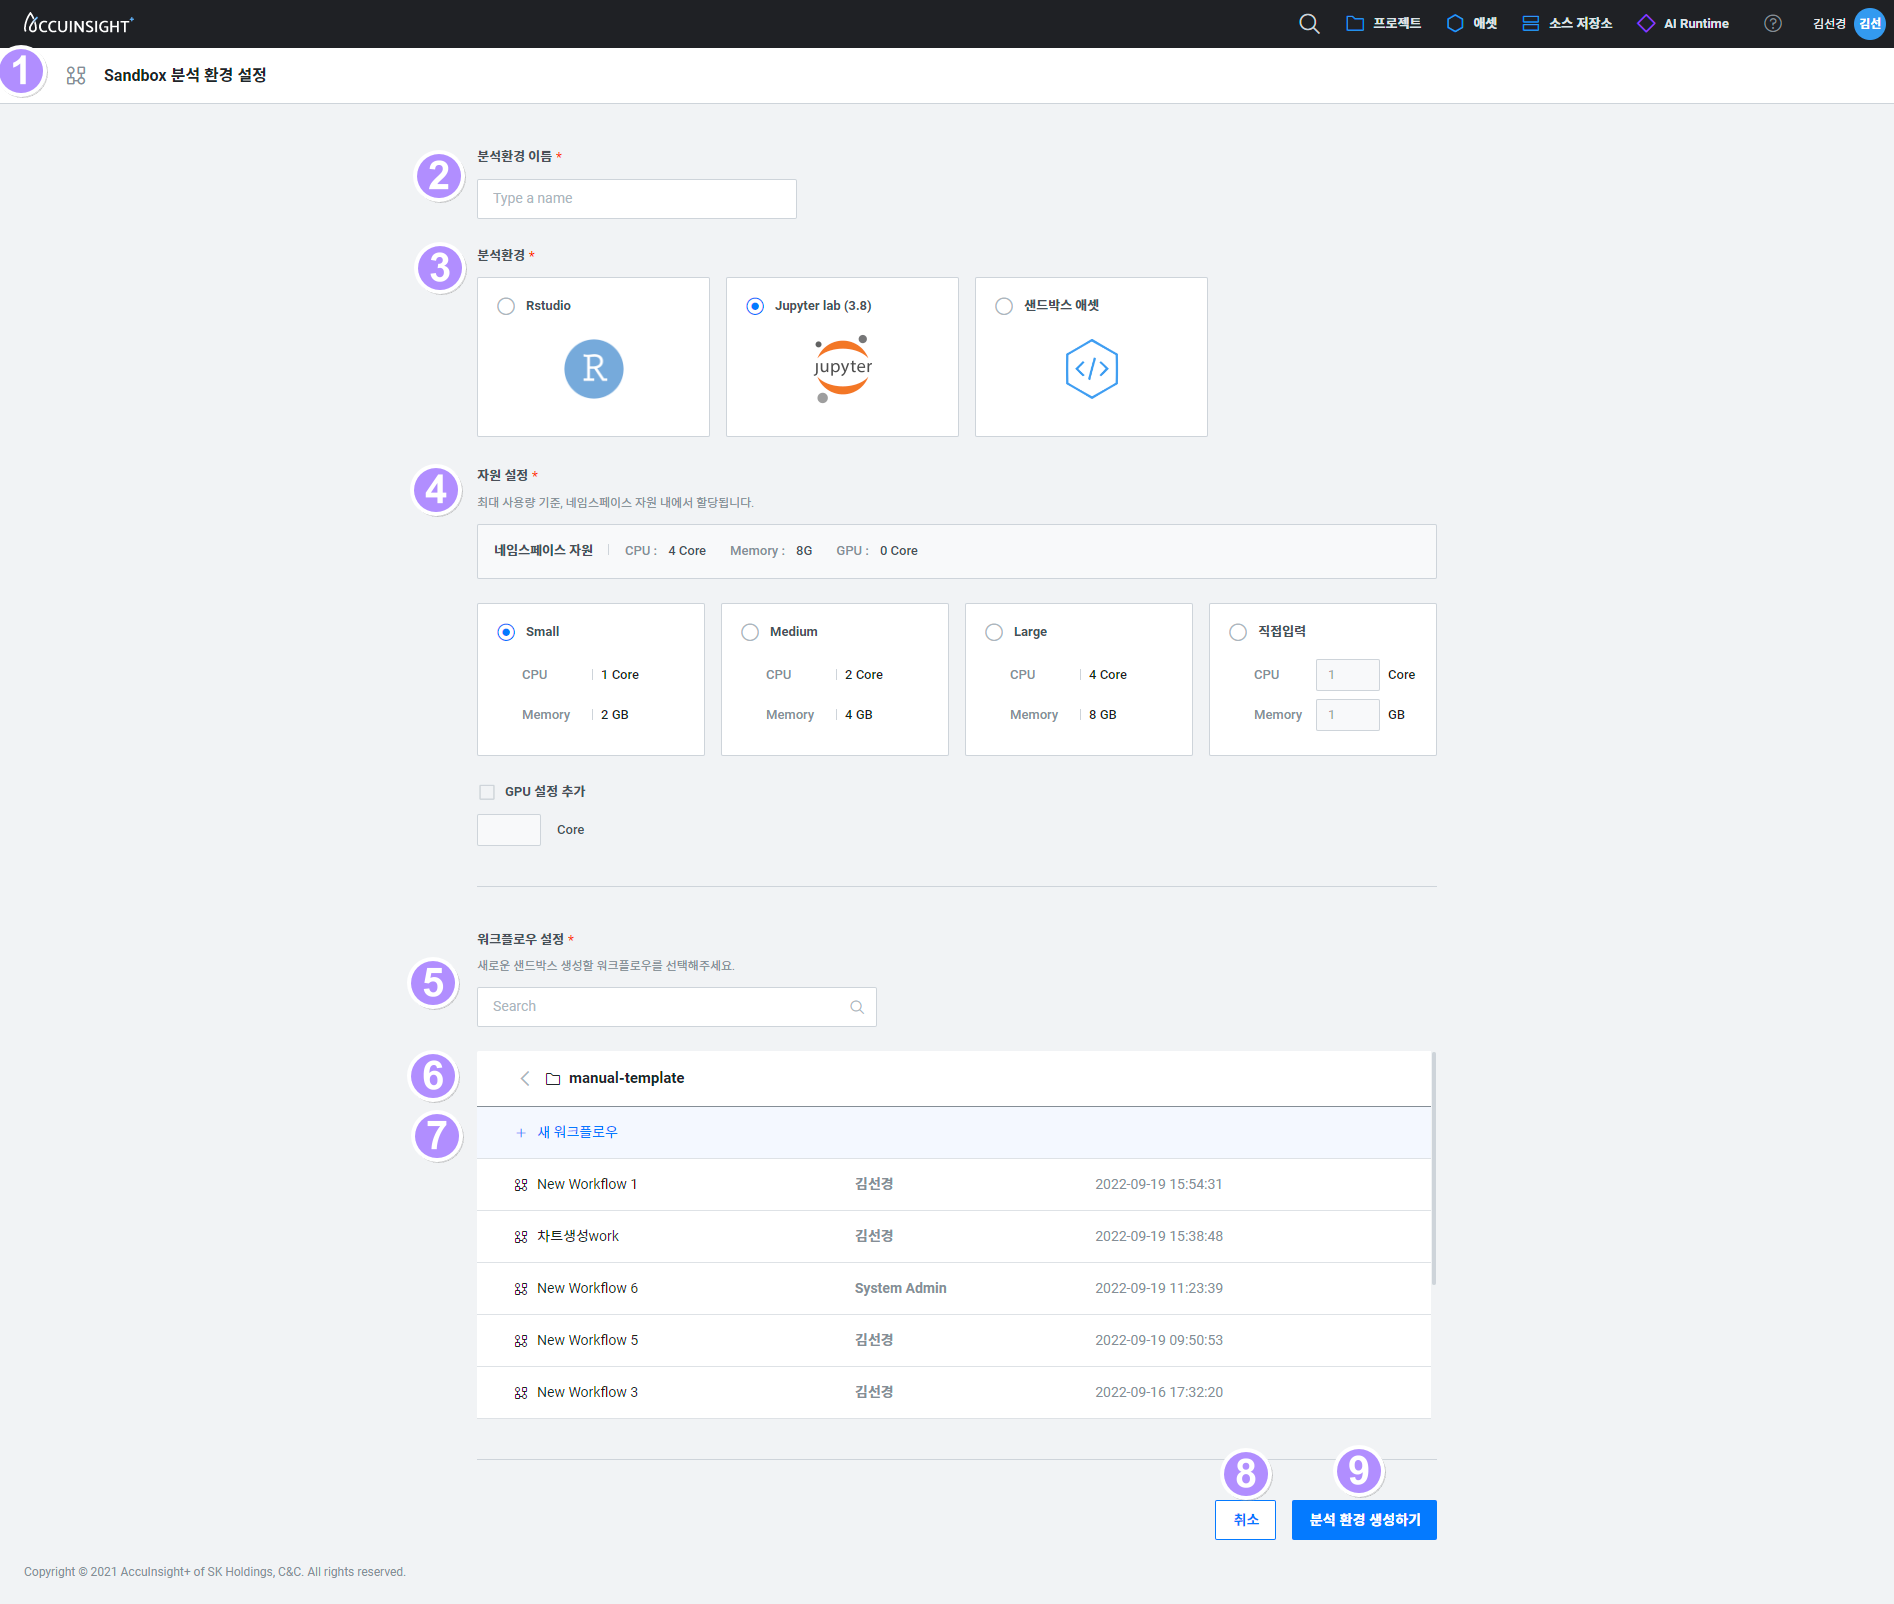 ACCUINSIGHT+
프로젝트 애셋 소스 저장소 AI Runtime ? 김선경 김선
1 Sandbox 분석 환경 설정
2 분석환경 이름 *
Type a name
3 분석환경 *
Rstudio Jupyter lab (3.8) 샌드박스 애셋
R jupyter </>
4 자원 설정 *
최대 사용량 기준, 네임스페이스 자원 내에서 할당됩니다.
네임스페이스 자원 CPU : 4 Core Memory : 8G GPU : 0 Core
Small Medium Large 직접입력
CPU 1 Core CPU 2 Core CPU 4 Core CPU 1 Core
Memory 2 GB Memory 4 GB Memory 8 GB Memory 1 GB
GPU 설정 추가
Core
워크플로우 설정 *
새로운 샌드박스 생성할 워크플로우를 선택해주세요.
5 Search
6 manual-template
7 + 새 워크플로우
New Workflow 1 김선경 2022-09-19 15:54:31
차트생성work 김선경 2022-09-19 15:38:48
New Workflow 6 System Admin 2022-09-19 11:23:39
New Workflow 5 김선경 2022-09-19 09:50:53
New Workflow 3 김선경 2022-09-16 17:32:20
8 9
취소 분석 환경 생성하기
Copyright © 2021 AccuInsight+ of SK Holdings, C&C. All rights reserved.